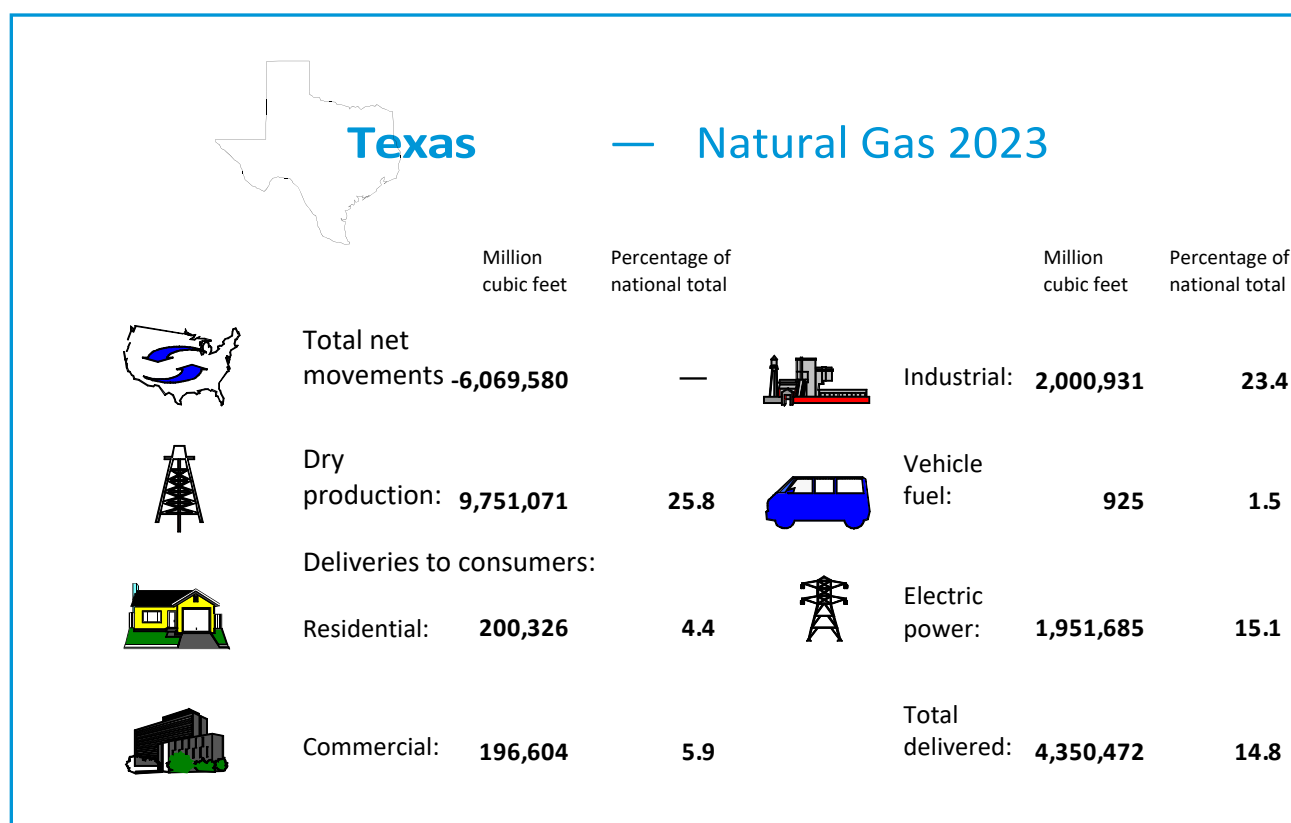 Texas — Natural Gas 2023
Million Percentage of Million Percentage of
cubic feet national total cubic feet national total
Total net
movements -6,069,580 —
Industrial: 2,000,931 23.4
Dry
production: 9,751,071 25.8
Vehicle
fuel: 925 1.5
Deliveries to consumers:
Residential: 200,326 4.4
Electric
power: 1,951,685 15.1
Commercial: 196,604 5.9
Total
delivered: 4,350,472 14.8